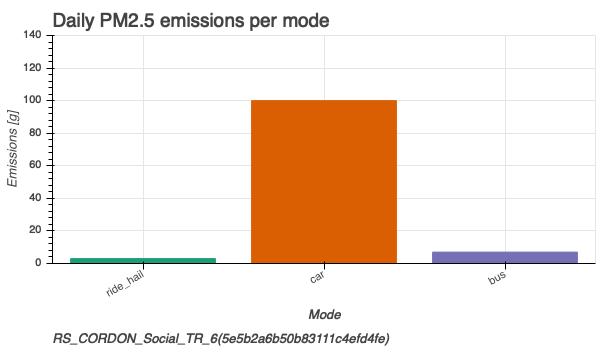 Daily PM2.5 emissions per mode
140
120
100
80
60
40
20
0
Emissions [g]
ride_hail
car
bus
Mode
RS_CORDON_Social_TR_6(5e5b2a6b50b83111c4efd4fe)